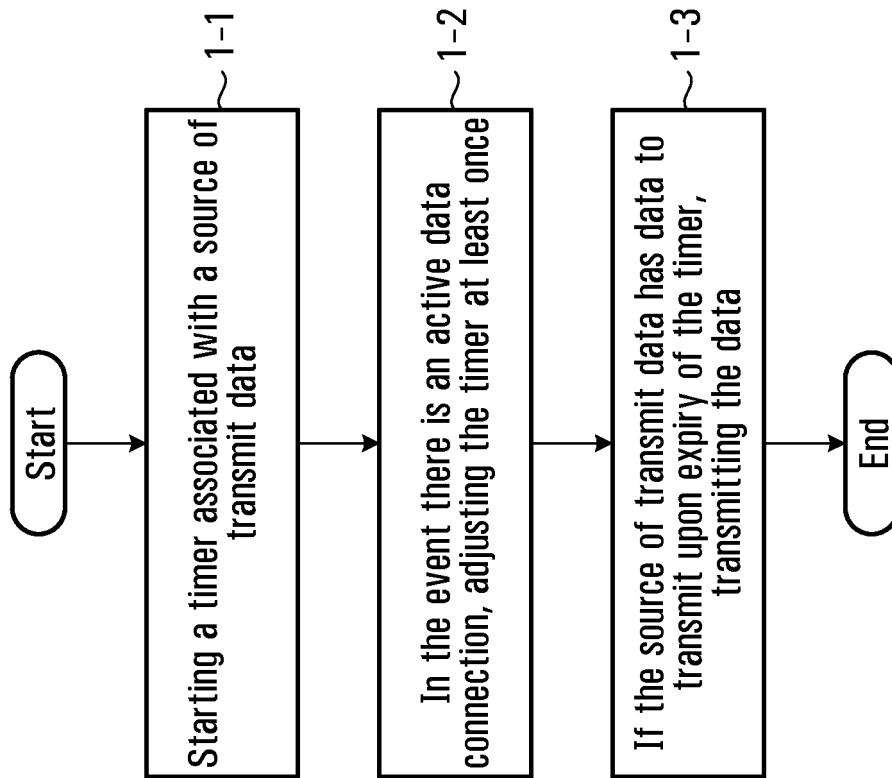 Start
Starting a timer associated with a source of
transmit data
1-1
In the event there is an active data
connection, adjusting the timer at least once
1-2
If the source of transmit data has data to
transmit upon expiry of the timer,
transmitting the data
1-3
End